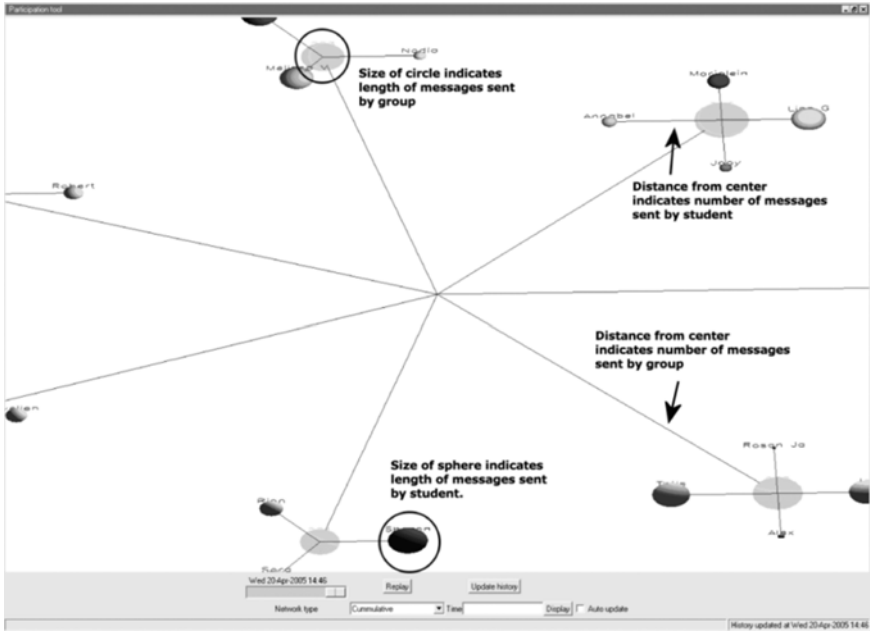 Participation tool
Nadia
Size of circle indicates
length of messages sent
by group
Marjolein
Annabel
Lisa G
Joey
Distance from center
indicates number of messages
sent by student
Robert
Distance from center
indicates number of messages
sent by group
Rosan Jo
Alex
Size of sphere indicates
length of messages sent
by student.
Sara
Wed 20-Apr-2005 14:46
Replay
Update history
Network type
Cummulative
Time
Display
Auto update
History updated at Wed 20-Apr-2005 14:46